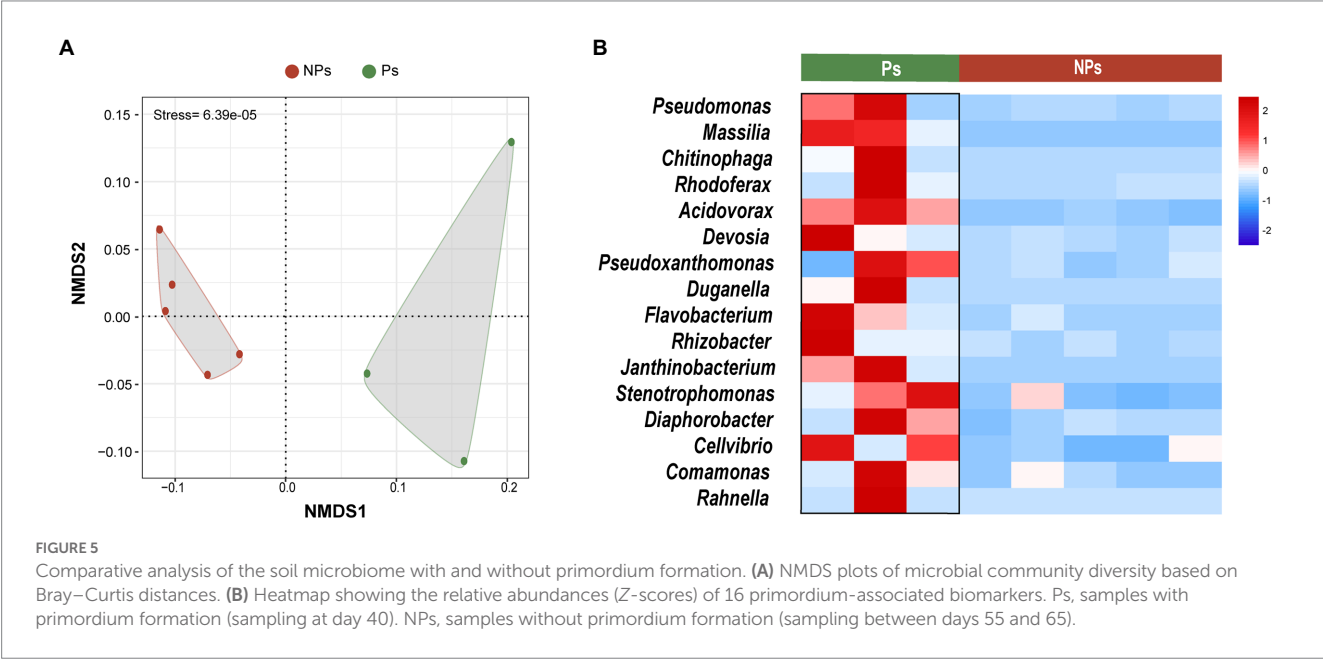 A
NPs Ps
Stress= 6.39e-05
0.15
0.10
0.05
0.00
−0.05
−0.10
−0.1 0.0 0.1 0.2
NMDS2
NMDS1
B
Ps NPs
Pseudomonas
Massilia
Chitinophaga
Rhodoferax
Acidovorax
Devosia
Pseudoxanthomonas
Duganella
Flavobacterium
Rhizobacter
Janthinobacterium
Stenotrophomonas
Diaphorobacter
Cellvibrio
Comamonas
Rahnella
2
1
0
-1
-2
FIGURE 5
Comparative analysis of the soil microbiome with and without primordium formation. (A) NMDS plots of microbial community diversity based on
Bray–Curtis distances. (B) Heatmap showing the relative abundances (Z-scores) of 16 primordium-associated biomarkers. Ps, samples with
primordium formation (sampling at day 40). NPs, samples without primordium formation (sampling between days 55 and 65).